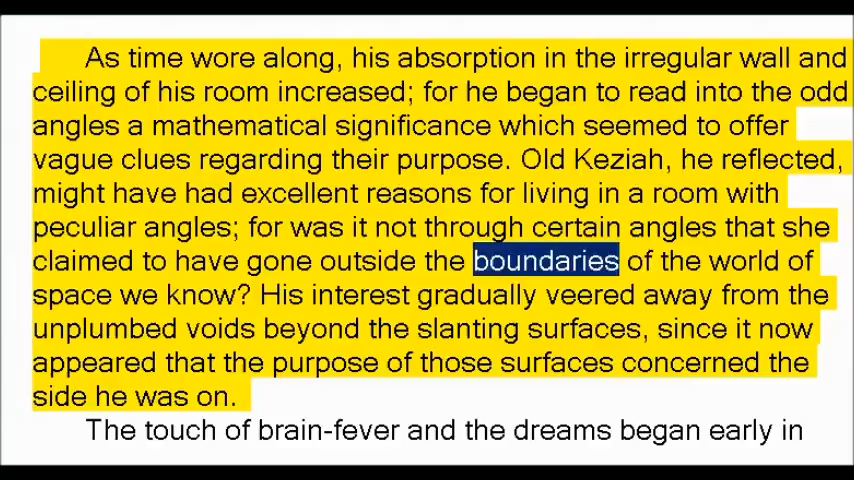 As time wore along, his absorption in the irregular wall and
ceiling of his room increased; for he began to read into the odd
angles a mathematical significance which seemed to offer
vague clues regarding their purpose. Old Keziah, he reflected,
might have had excellent reasons for living in a room with
peculiar angles; for was it not through certain angles that she
claimed to have gone outside the boundaries of the world of
space we know? His interest gradually veered away from the
unplumbed voids beyond the slanting surfaces, since it now
appeared that the purpose of those surfaces concerned the
side he was on.
The touch of brain-fever and the dreams began early in